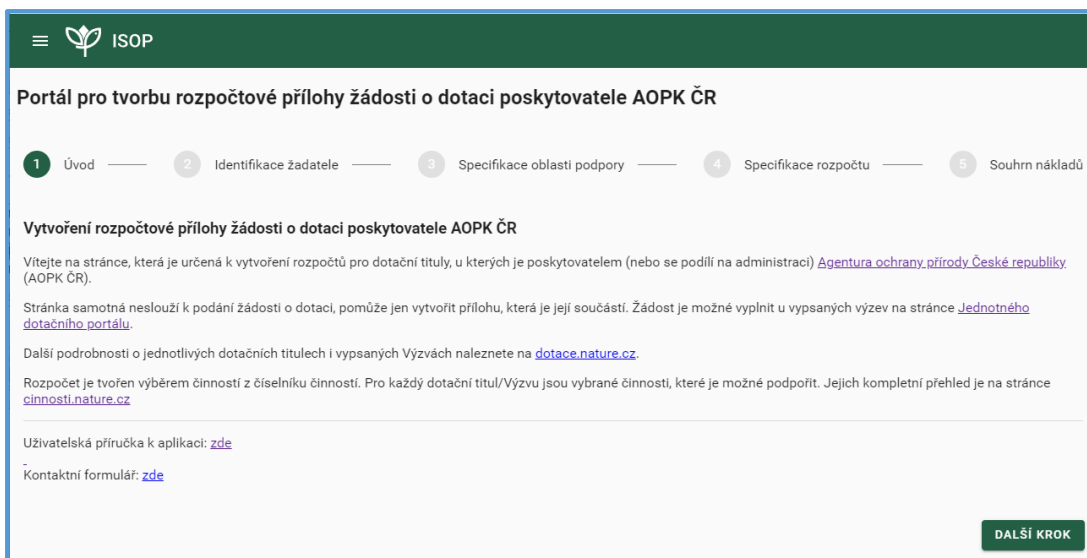 ISOP
Portál pro tvorbu rozpočtové přílohy žádosti o dotaci poskytovatele AOPK ČR
1 Úvod 2 Identifikace žadatele 3 Specifikace oblasti podpory 4 Specifikace rozpočtu 5 Souhrn nákladů
Vytvoření rozpočtové přílohy žádosti o dotaci poskytovatele AOPK ČR
Vítejte na stránce, která je určená k vytvoření rozpočtů pro dotační tituly, u kterých je poskytovatelem (nebo se podílí na administraci) Agentura ochrany přírody České republiky
(AOPK ČR).
Stránka samotná neslouží k podání žádosti o dotaci, pomůže jen vytvořit přílohu, která je její součástí. Žádost je možné vyplnit u vypsaných výzev na stránce Jednotného
dotačního portálu.
Další podrobnosti o jednotlivých dotačních titulech i vypsaných Výzvách naleznete na dotace.nature.cz.
Rozpočet je tvořen výběrem činností z číselníku činností. Pro každý dotační titul/Výzvu jsou vybrané činnosti, které je možné podpořit. Jejich kompletní přehled je na stránce
cinnosti.nature.cz
Uživatelská příručka k aplikaci: zde
Kontaktní formulář: zde
DALŠÍ KROK